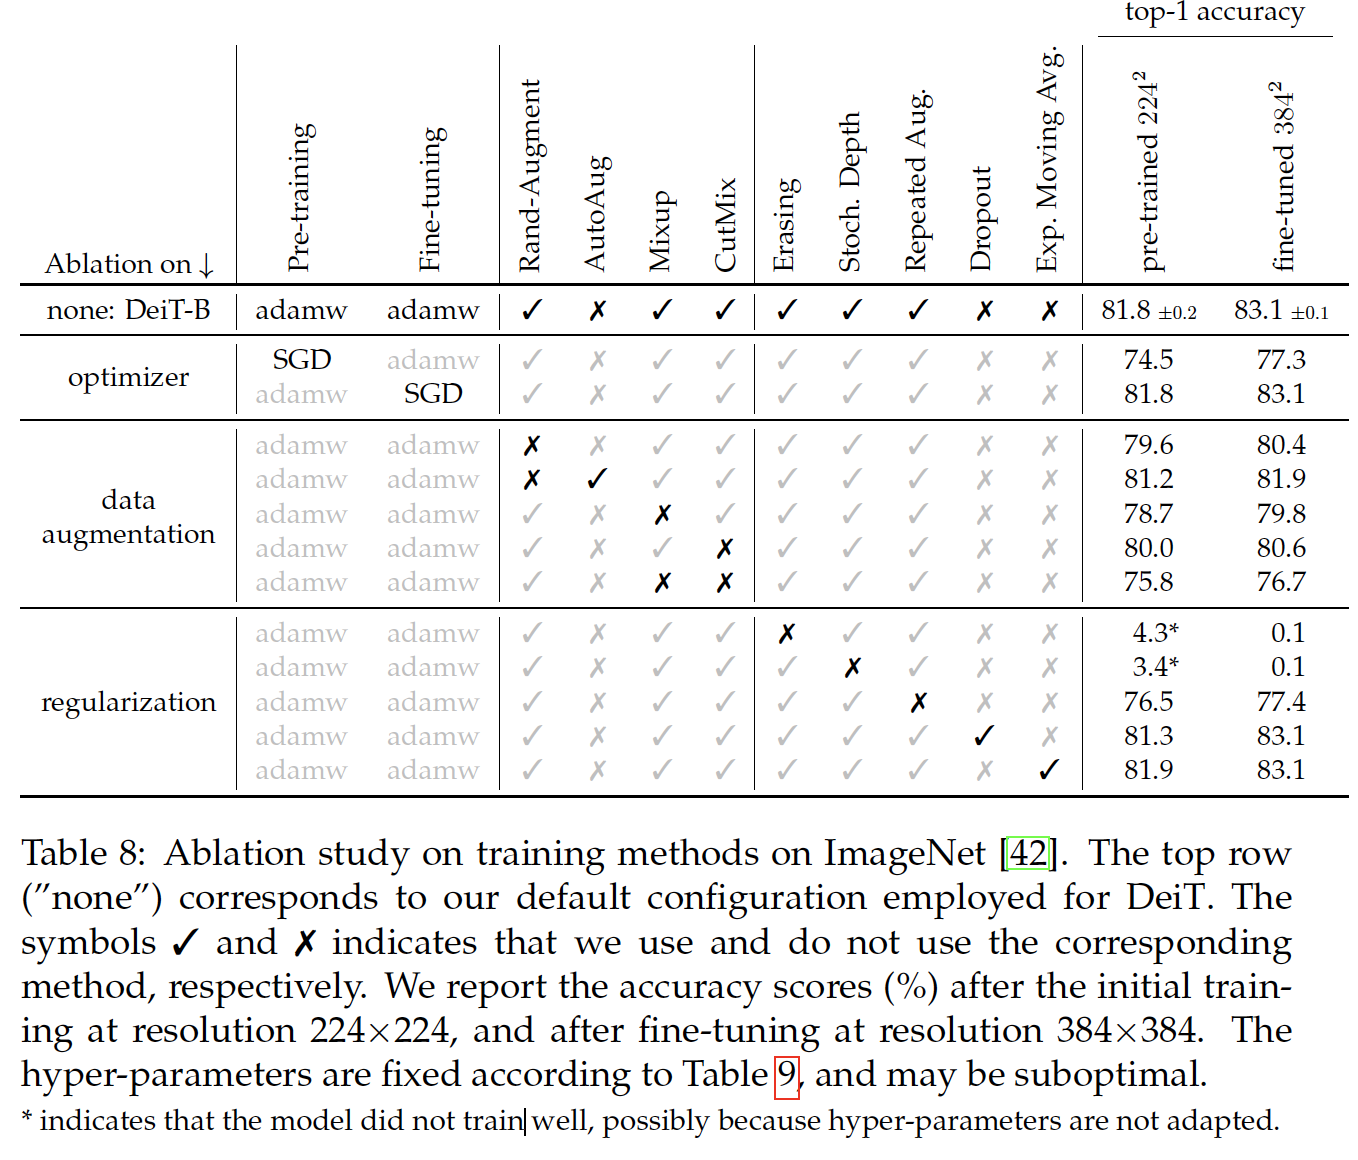 top-1 accuracy
Ablation on ↓ Pre-training Fine-tuning Rand-Augment AutoAug Mixup CutMix Erasing Stoch. Depth Repeated Aug. Dropout Exp. Moving Avg. pre-trained 224² fine-tuned 384²
none: DeiT-B adamw adamw ✓ ✗ ✓ ✓ ✓ ✓ ✓ ✗ ✗ 81.8 ±0.2 83.1 ±0.1
optimizer
SGD adamw ✓ ✗ ✓ ✓ ✓ ✓ ✓ ✗ ✗ 74.5 77.3
adamw SGD ✓ ✗ ✓ ✓ ✓ ✓ ✓ ✗ ✗ 81.8 83.1
data
augmentation
adamw adamw ✗ ✗ ✓ ✓ ✓ ✓ ✓ ✗ ✗ 79.6 80.4
adamw adamw ✗ ✓ ✓ ✓ ✓ ✓ ✓ ✗ ✗ 81.2 81.9
adamw adamw ✓ ✗ ✗ ✓ ✓ ✓ ✓ ✗ ✗ 78.7 79.8
adamw adamw ✓ ✗ ✓ ✗ ✓ ✓ ✓ ✗ ✗ 80.0 80.6
adamw adamw ✓ ✗ ✗ ✗ ✓ ✓ ✓ ✗ ✗ 75.8 76.7
regularization
adamw adamw ✓ ✗ ✓ ✓ ✗ ✓ ✓ ✗ ✗ 4.3* 0.1
adamw adamw ✓ ✗ ✓ ✓ ✓ ✗ ✓ ✗ ✗ 3.4* 0.1
adamw adamw ✓ ✗ ✓ ✓ ✓ ✓ ✗ ✗ ✗ 76.5 77.4
adamw adamw ✓ ✗ ✓ ✓ ✓ ✓ ✓ ✓ ✗ 81.3 83.1
adamw adamw ✓ ✗ ✓ ✓ ✓ ✓ ✓ ✗ ✓ 81.9 83.1
Table 8: Ablation study on training methods on ImageNet [42]. The top row
(”none”) corresponds to our default configuration employed for DeiT. The
symbols ✓ and ✗ indicates that we use and do not use the corresponding
method, respectively. We report the accuracy scores (%) after the initial train-
ing at resolution 224×224, and after fine-tuning at resolution 384×384. The
hyper-parameters are fixed according to Table 9, and may be suboptimal.
* indicates that the model did not train well, possibly because hyper-parameters are not adapted.